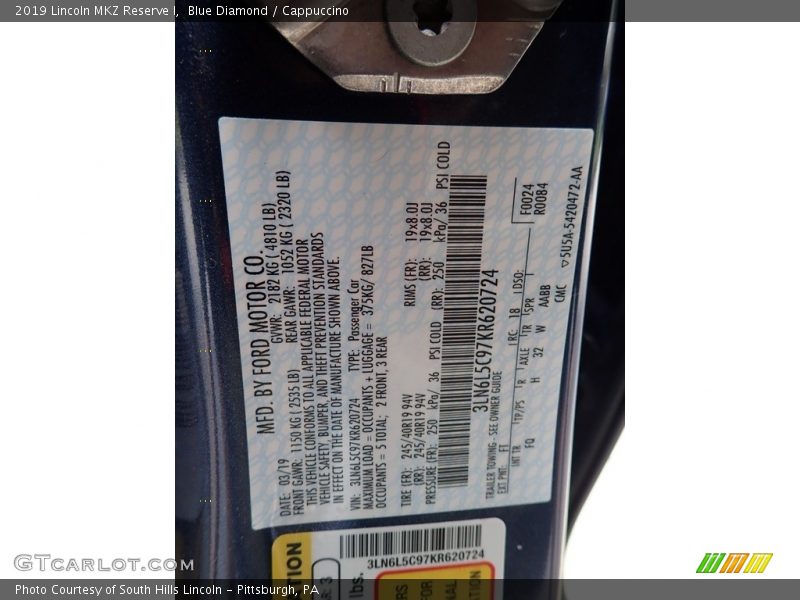 2019 Lincoln MKZ Reserve I, Blue Diamond / Cappuccino
MFD. BY FORD MOTOR CO.
DATE: 03/19 GVWR: 2182 KG ( 4810 LB)
FRONT GAWR: 1150 KG ( 2535 LB) REAR GAWR: 1052 KG ( 2320 LB)
THIS VEHICLE CONFORMS TO ALL APPLICABLE FEDERAL MOTOR
VEHICLE SAFETY, BUMPER, AND THEFT PREVENTION STANDARDS
IN EFFECT ON THE DATE OF MANUFACTURE SHOWN ABOVE.
VIN: 3LN6L5C97KR620724 TYPE: Passenger Car
MAXIMUM LOAD = OCCUPANTS + LUGGAGE = 375KG/ 827LB
OCCUPANTS = 5 TOTAL; 2 FRONT, 3 REAR
TIRE (FR): 245/40R19 94V RIMS (FR): 19x8.0J
(RR): 245/40R19 94V (RR): 19x8.0J
PRESSURE (FR): 250 kPa/ 36 PSI COLD (RR): 250 kPa/ 36 PSI COLD
3LN6L5C97KR620724
TRAILER TOWING - SEE OWNER GUIDE
EXT PNT: FT RC: 18 DSO: F0024
R0084
INT TR TP/PS R AXLE TR SPR
FQ H 32 W AABB
CMC
▽5U5A-5420472-AA
3LN6L5C97KR620724
GTCarlot.com
Photo Courtesy of South Hills Lincoln - Pittsburgh, PA